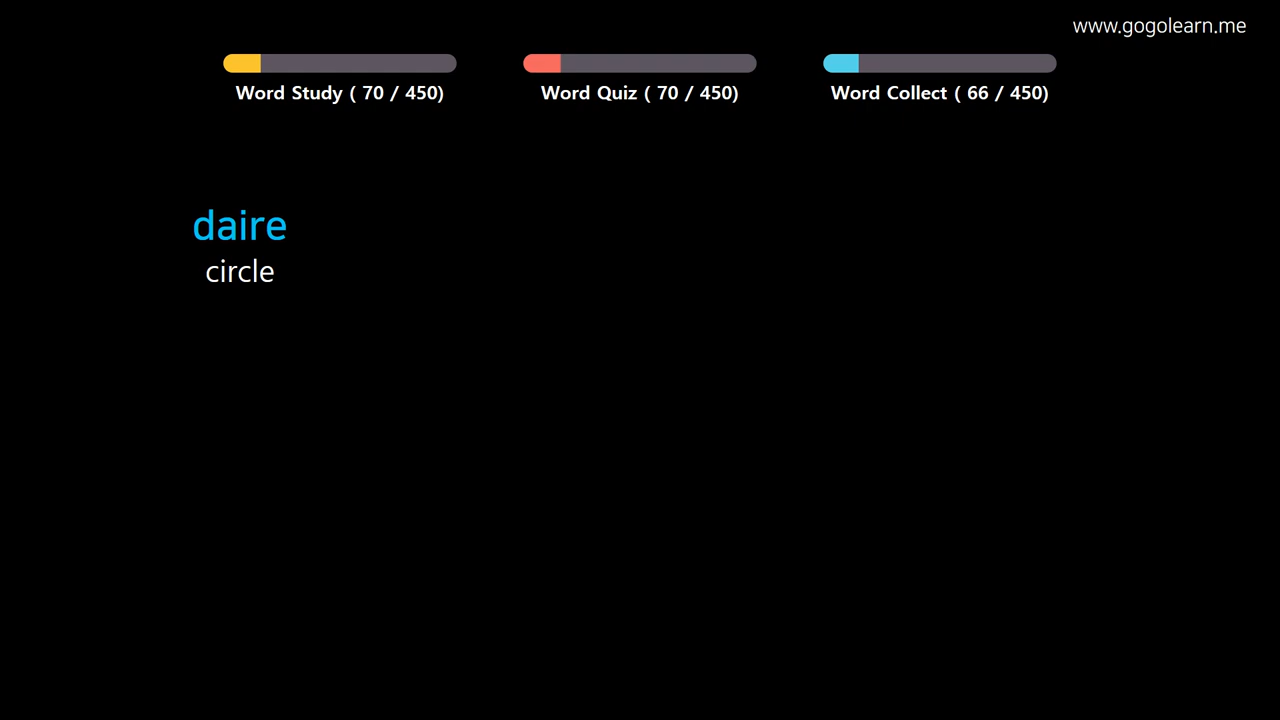 www.gogolearn.me
Word Study ( 70 / 450)
Word Quiz ( 70 / 450)
Word Collect ( 66 / 450)
daire
circle